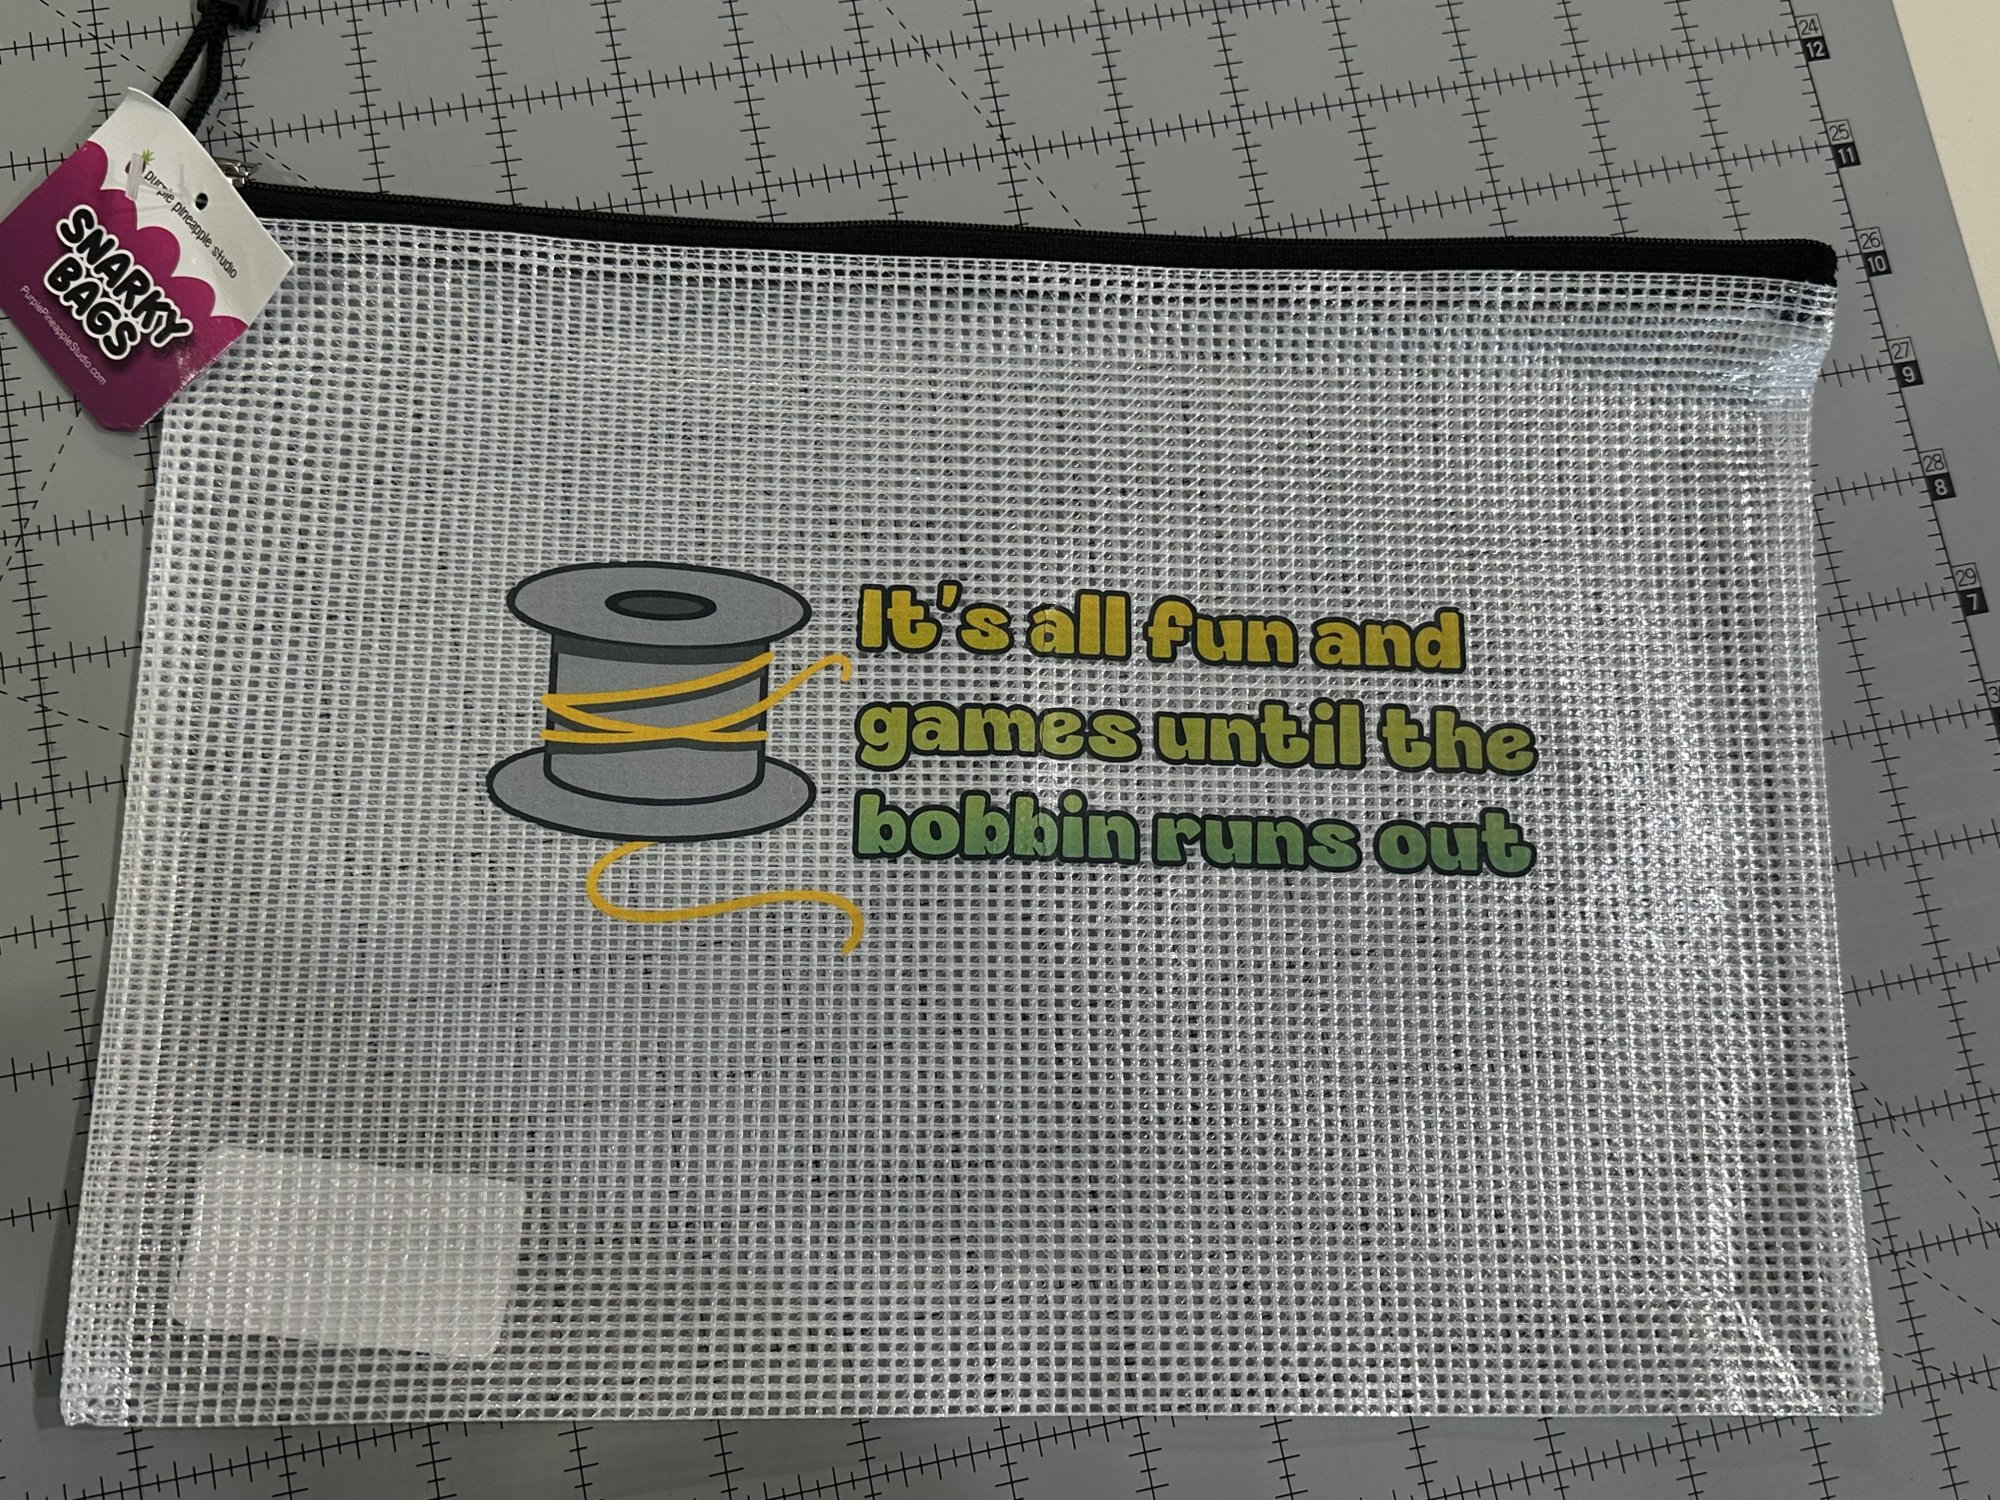 purple pineapple studio
SNARKY
BAGS
PurplePineappleStudio.com
It's all fun and
games until the
bobbin runs out
24
12
25
11
26
10
27
9
28
8
29
7